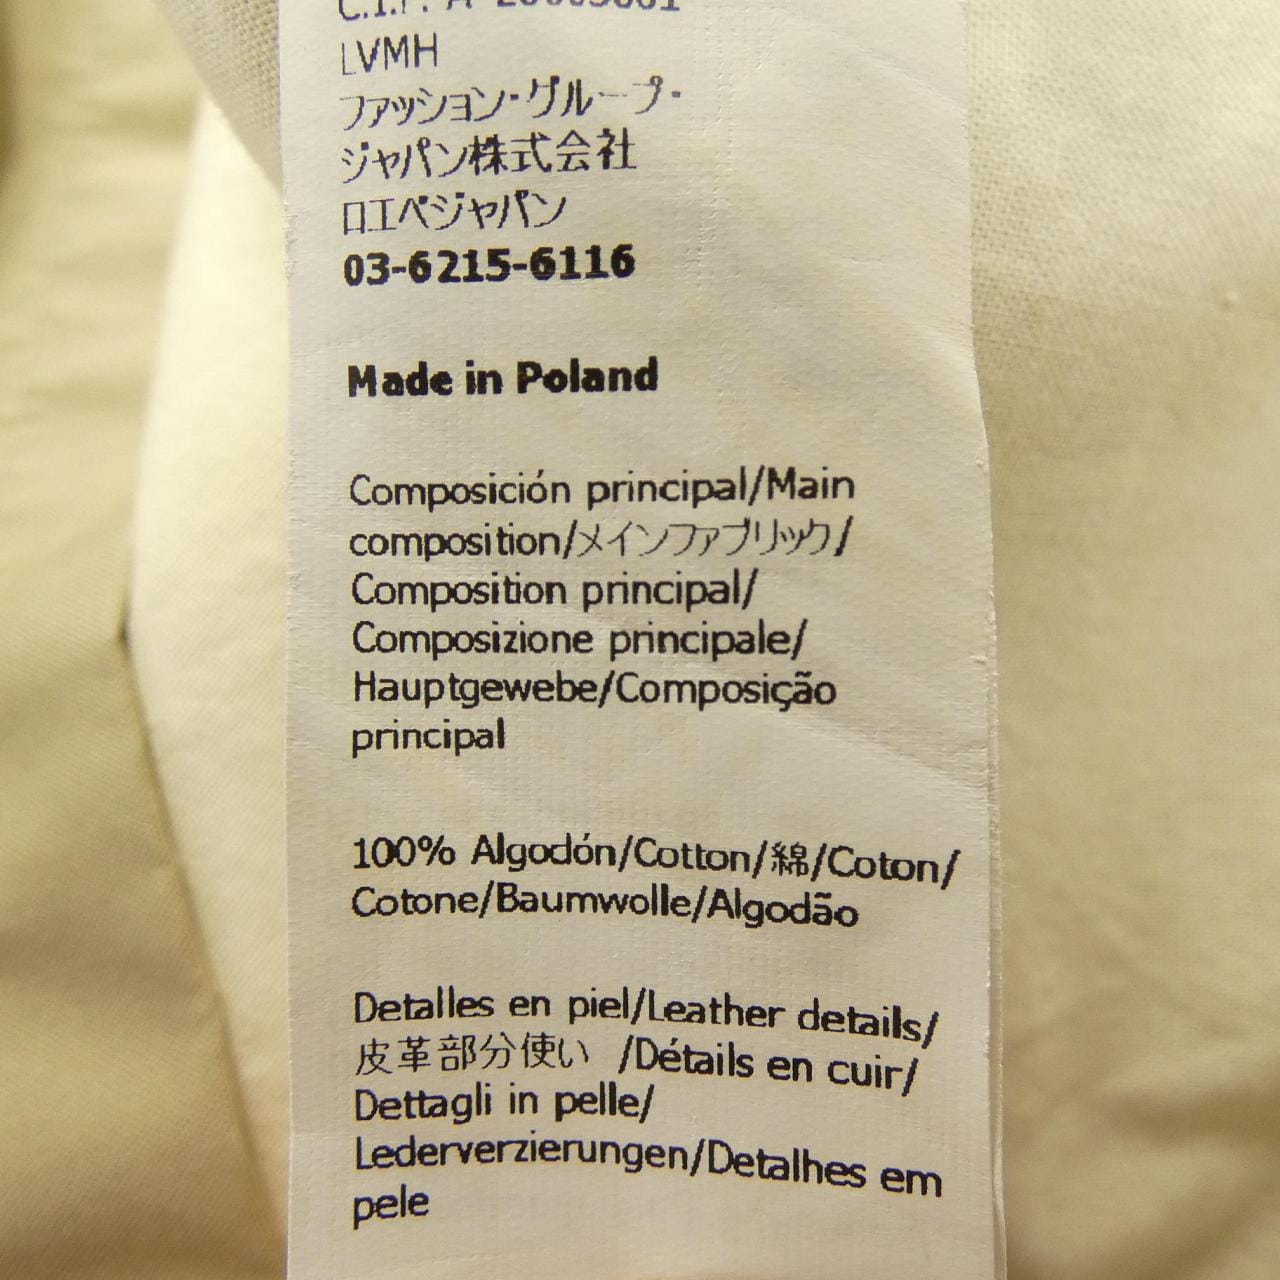 LVMH
ファッション・グループ・
ジャパン株式会社
ロエベジャパン
03-6215-6116
Made in Poland
Composición principal/Main
composition/メインファブリック/
Composition principal/
Composizione principale/
Hauptgewebe/Composição
principal
100% Algodón/Cotton/綿/Coton/
Cotone/Baumwolle/Algodão
Detalles en piel/Leather details/
皮革部分使い /Détails en cuir/
Dettagli in pelle/
Lederverzierungen/Detalhes em
pele